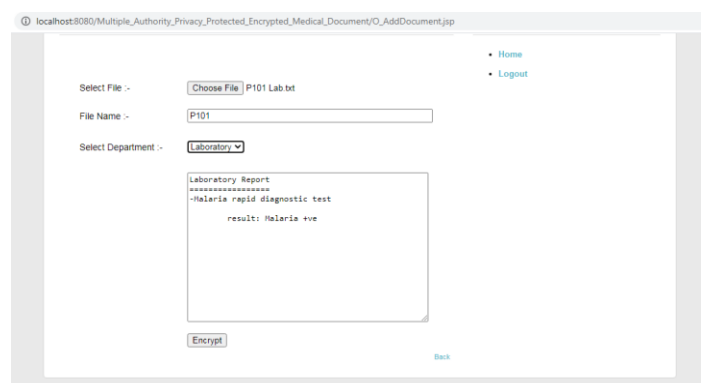 localhost:8080/Multiple_Authority_Privacy_Protected_Encrypted_Medical_Document/O_AddDocument.jsp
Home
Logout
Select File :- Choose File P101 Lab.txt
File Name :- P101
Select Department :- Laboratory
Laboratory Report
=================
-Malaria rapid diagnostic test
result: Malaria +ve
Encrypt
Back